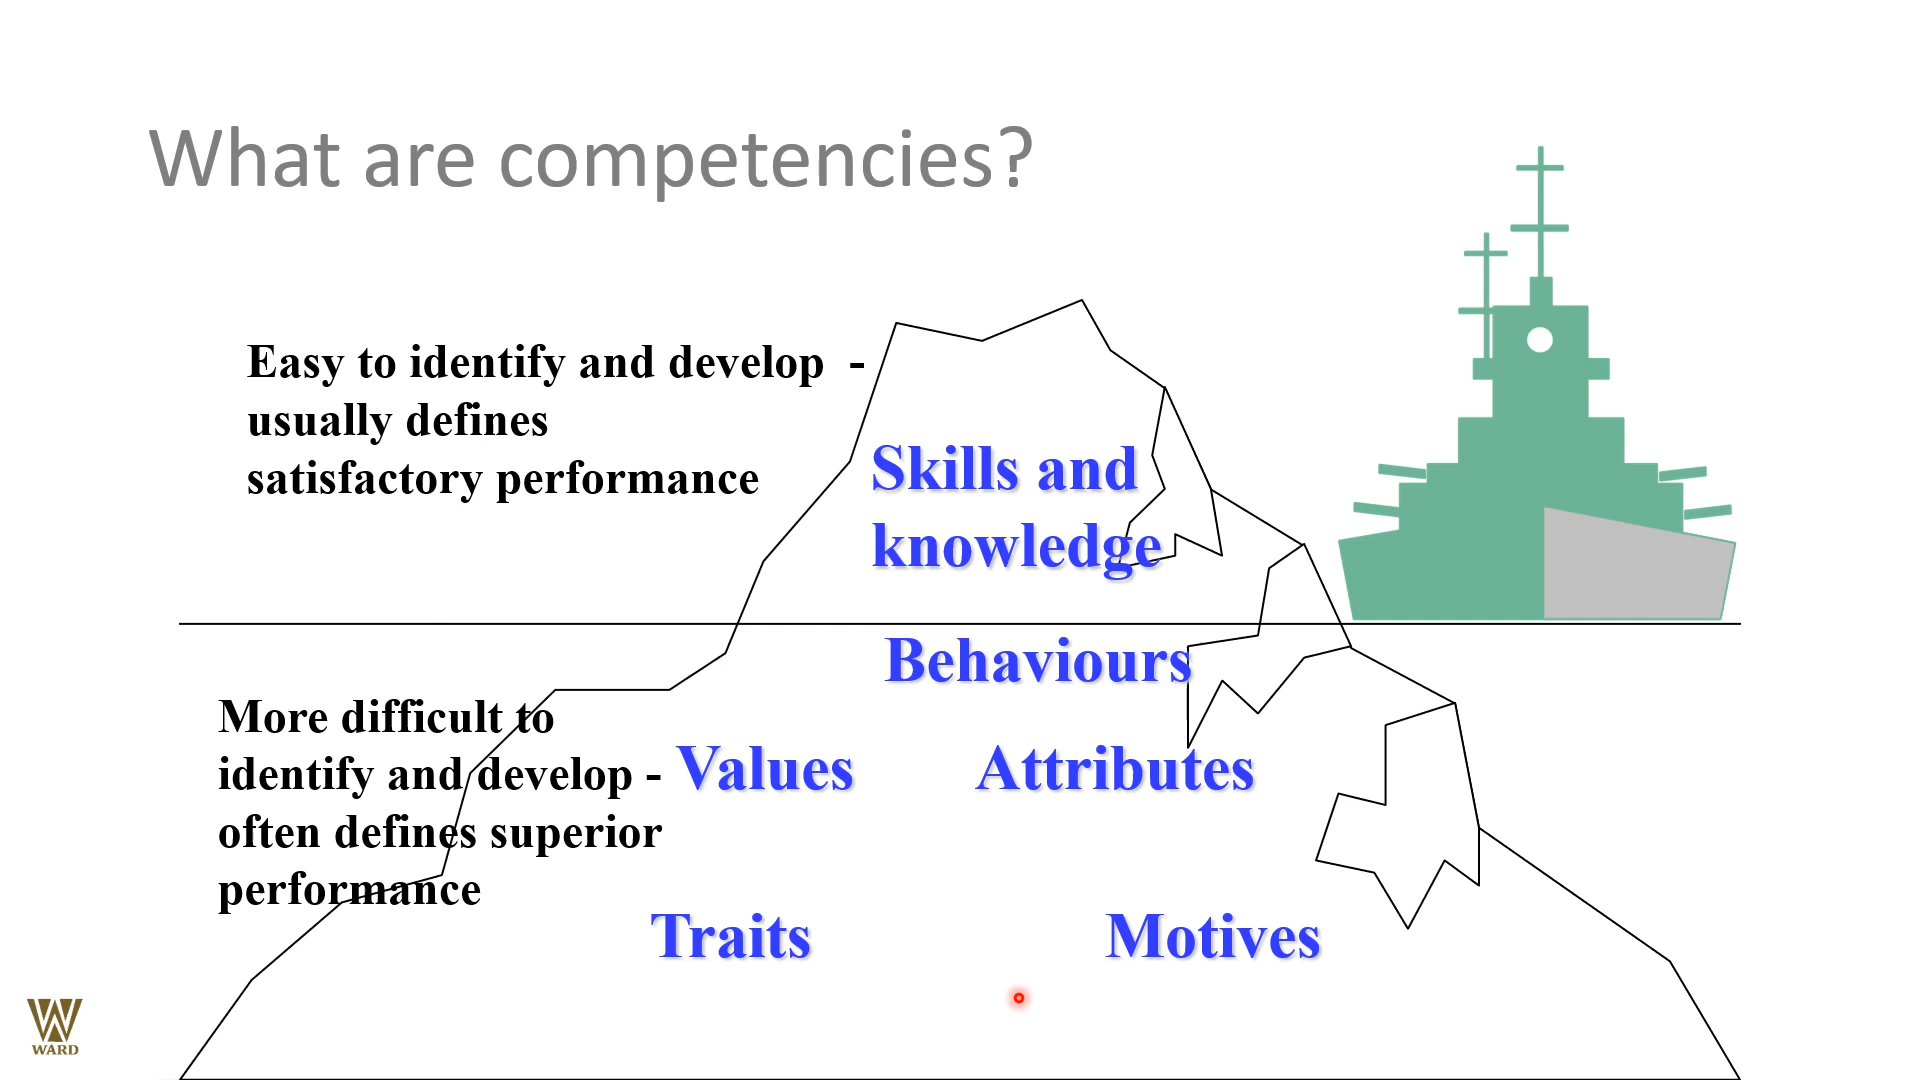 What are competencies?
Easy to identify and develop -
usually defines
satisfactory performance
Skills and
knowledge
Behaviours
More difficult to
identify and develop -
often defines superior
performance
Values
Attributes
Traits
Motives
WARD